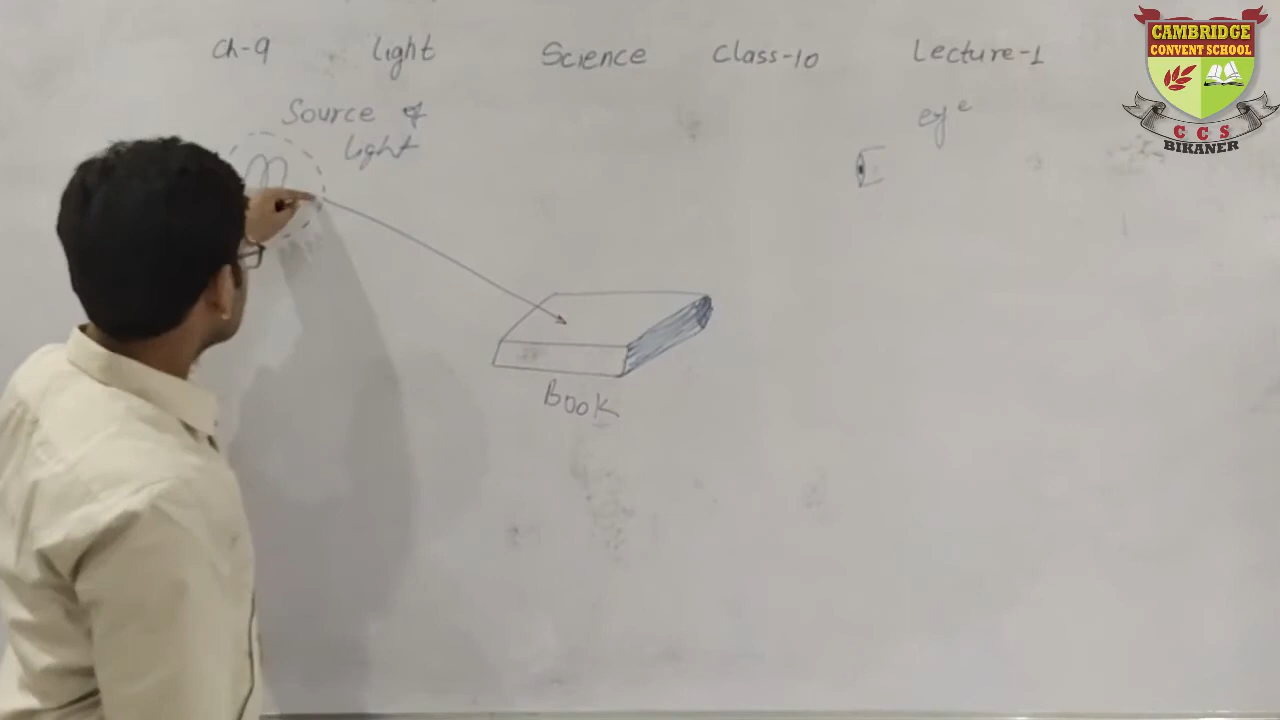 Ch-9 light Science Class-10 Lecture-1
Source of
light
eye
Book
CAMBRIDGE
CONVENT SCHOOL
C C S
BIKANER